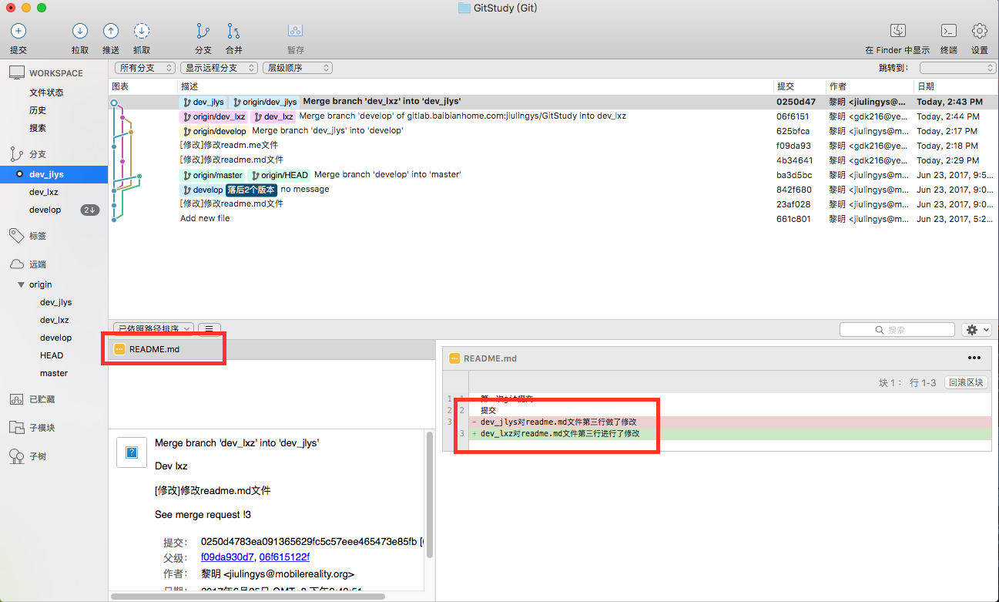 GitStudy (Git)
提交 拉取 推送 抓取 分支 合并 暂存 在 Finder 中显示 终端 设置
WORKSPACE
文件状态
历史
搜索
分支
dev_jlys
dev_lxz
develop 2↓
标签
远端
origin
dev_jlys
dev_lxz
develop
HEAD
master
已贮藏
子模块
子树
所有分支 显示远程分支 层级顺序 跳转到:
图表 描述 提交 作者 日期
dev_jlys origin/dev_jlys Merge branch 'dev_lxz' into 'dev_jlys' 0250d47 黎明 <jiulingys@... Today, 2:43 PM
origin/dev_lxz dev_lxz Merge branch 'develop' of gitlab.baibianhome.com:jiulingys/GitStudy into dev_lxz 06f6151 黎明 <gdk216@ye... Today, 2:44 PM
origin/develop Merge branch 'dev_jlys' into 'develop' 625bfca 黎明 <jiulingys@m... Today, 2:17 PM
[修改]修改readm.me文件 f09da93 黎明 <gdk216@ye... Today, 2:18 PM
[修改]修改readme.md文件 4b34641 黎明 <gdk216@ye... Today, 2:29 PM
origin/master origin/HEAD Merge branch 'develop' into 'master' ba3d5bc 黎明 <jiulingys@m... Jun 23, 2017, 9:5...
develop 落后2个版本 no message 842f680 黎明 <jiulingys@m... Jun 23, 2017, 9:0...
[修改]修改readme.md文件 23af028 黎明 <jiulingys@m... Jun 23, 2017, 9:0...
Add new file 661c801 黎明 <jiulingys@m... Jun 23, 2017, 5:2...
已依照路径排序 搜索
README.md
Merge branch 'dev_lxz' into 'dev_jlys'
Dev lxz
[修改]修改readme.md文件
See merge request !3
提交: 0250d4783ea091365629fc5c57eee465473e85fb [
父级: f09da930d7, 06f615122f
作者: 黎明 <jiulingys@mobilereality.org>
README.md •••
块 1: 行 1-3 回滚区块
1 1 第一次git提交
2 2 提交
3 - dev_jlys对readme.md文件第三行做了修改
3 + dev_lxz对readme.md文件第三行进行了修改